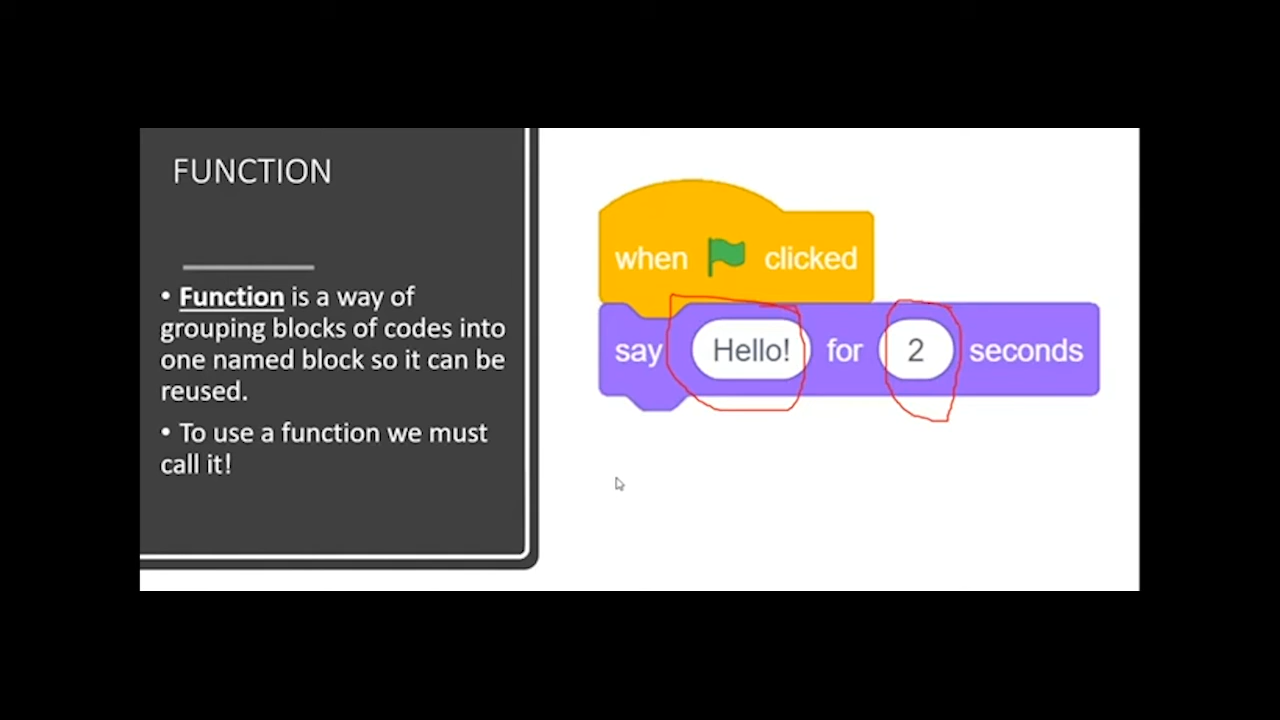 FUNCTION
• Function is a way of
grouping blocks of codes into
one named block so it can be
reused.
• To use a function we must
call it!
when clicked
say Hello! for 2 seconds